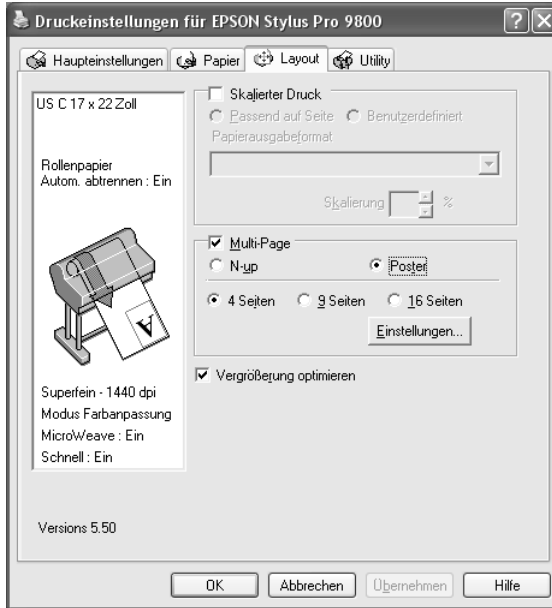 Druckeinstellungen für EPSON Stylus Pro 9800
Haupteinstellungen Papier Layout Utility
US C 17 x 22 Zoll
Rollenpapier
Autom. abtrennen : Ein
A
Superfein - 1440 dpi
Modus Farbanpassung
MicroWeave : Ein
Schnell : Ein
Versions 5.50
Skalierter Druck
Passend auf Seite Benutzerdefiniert
Papierausgabeformat
Skalierung %
Multi-Page
N-up Poster
4 Seiten 9 Seiten 16 Seiten
Einstellungen...
Vergrößerung optimieren
OK Abbrechen Übernehmen Hilfe